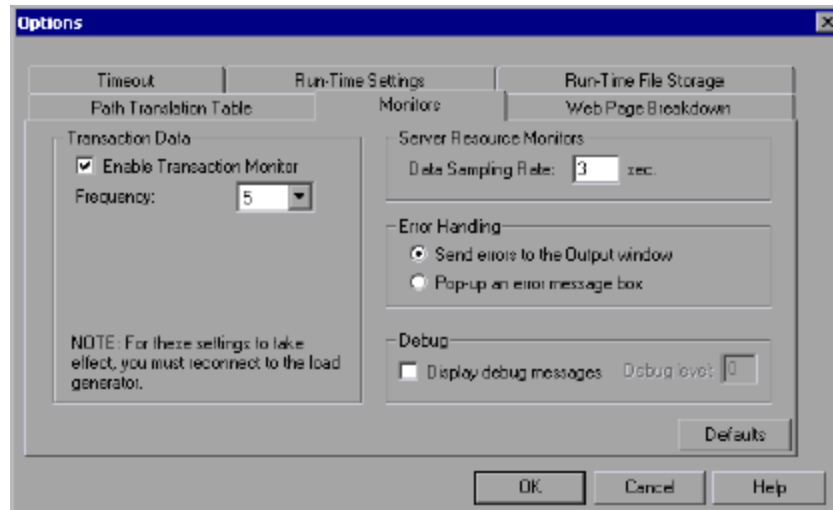 Options
Timeout
Run-Time Settings
Run-Time File Storage
Path Translation Table
Monitors
Web Page Breakdown
Transaction Data
Enable Transaction Monitor
Frequency:
5
NOTE: For these settings to take
effect, you must reconnect to the load
generator.
Server Resource Monitors
Data Sampling Rate: 3 sec.
Error Handling
Send errors to the Output window
Pop-up an error message box
Debug
Display debug messages Debug level: 0
Defaults
OK
Cancel
Help